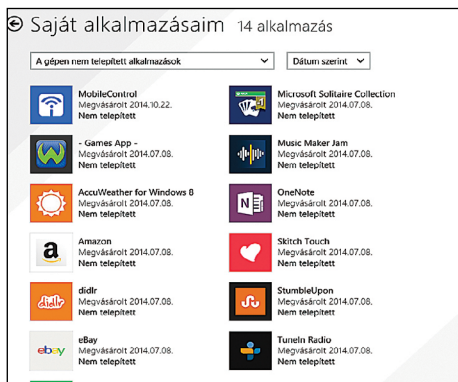 Saját alkalmazásaim 14 alkalmazás
A gépen nem telepített alkalmazások
Dátum szerint
MobileControl
Megvásárolt 2014.10.22.
Nem telepített
- Games App -
Megvásárolt 2014.07.08.
Nem telepített
AccuWeather for Windows 8
Megvásárolt 2014.07.08.
Nem telepített
a
Amazon
Megvásárolt 2014.07.08.
Nem telepített
didlr
didlr
Megvásárolt 2014.07.08.
Nem telepített
ebay
eBay
Megvásárolt 2014.07.08.
Nem telepített
Microsoft Solitaire Collection
Megvásárolt 2014.07.08.
Nem telepített
Music Maker Jam
Megvásárolt 2014.07.08.
Nem telepített
N
OneNote
Megvásárolt 2014.07.08.
Nem telepített
Skitch Touch
Megvásárolt 2014.07.08.
Nem telepített
StumbleUpon
Megvásárolt 2014.07.08.
Nem telepített
TuneIn Radio
Megvásárolt 2014.07.08.
Nem telepített